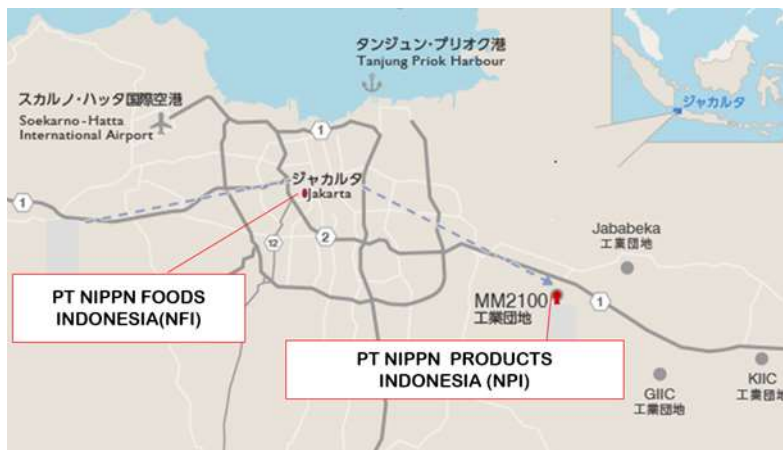 タンジュン・プリオク港
Tanjung Priok Harbour
スカルノ・ハッタ国際空港
Soekarno-Hatta
International Airport
ジャカルタ
1
ジャカルタ
Jakarta
1
12
2
Jababeka
工業団地
PT NIPPN FOODS
INDONESIA(NFI)
MM2100
工業団地
1
PT NIPPN PRODUCTS
INDONESIA (NPI)
GIIC
工業団地
KIIC
工業団地